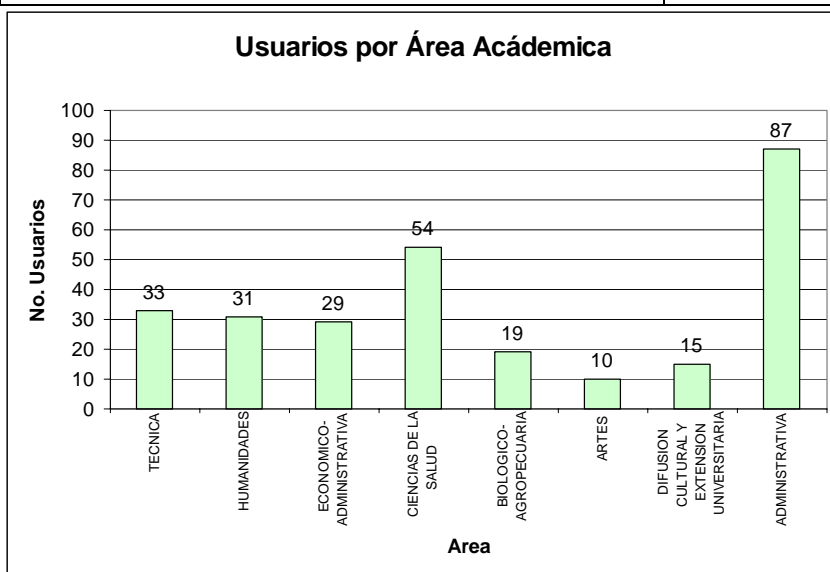 Usuarios por Área Acádemica
No. Usuarios
100
90
80
70
60
50
40
30
20
10
0
33
31
29
54
19
10
15
87
TECNICA
HUMANIDADES
ECONOMICO-
ADMINISTRATIVA
CIENCIAS DE LA
SALUD
BIOLOGICO-
AGROPECUARIA
ARTES
DIFUSION
CULTURAL Y
EXTENSION
UNIVERSITARIA
ADMINISTRATIVA
Area